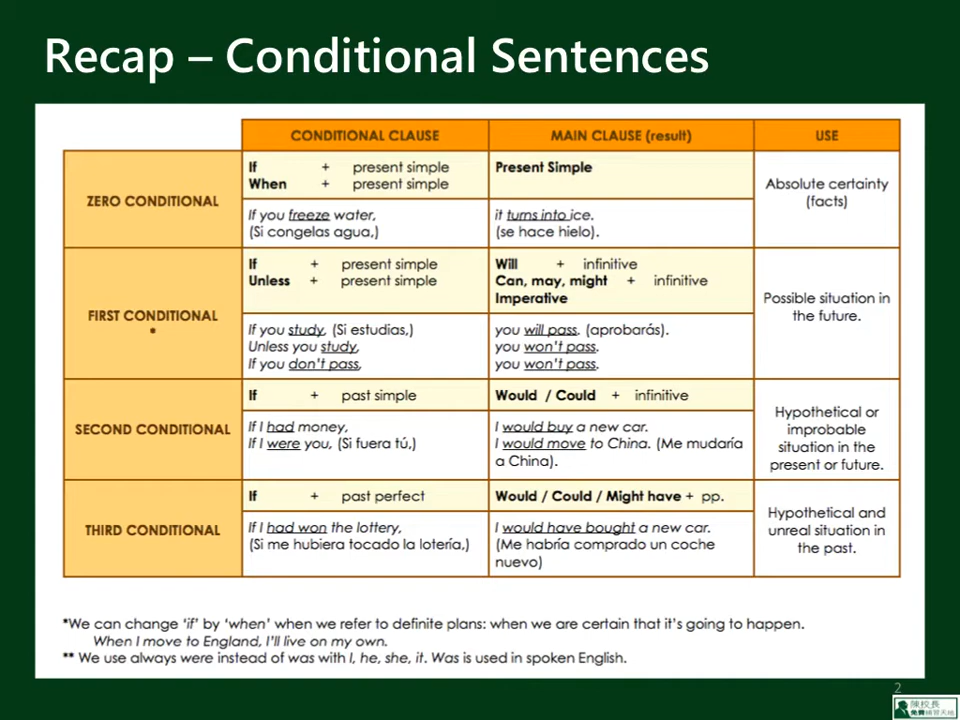 Recap – Conditional Sentences
CONDITIONAL CLAUSE
MAIN CLAUSE (result)
USE
ZERO CONDITIONAL
If + present simple
When + present simple
Present Simple
If you freeze water,
(Si congelas agua,)
it turns into ice.
(se hace hielo).
Absolute certainty
(facts)
FIRST CONDITIONAL
*
If + present simple
Unless + present simple
Will + infinitive
Can, may, might + infinitive
Imperative
If you study, (Si estudias,)
Unless you study,
If you don't pass,
you will pass. (aprobarás).
you won't pass.
you won't pass.
Possible situation in
the future.
SECOND CONDITIONAL
If + past simple
Would / Could + infinitive
If I had money,
If I were you, (Si fuera tú,)
I would buy a new car.
I would move to China. (Me mudaría
a China).
Hypothetical or
improbable
situation in the
present or future.
THIRD CONDITIONAL
If + past perfect
Would / Could / Might have + pp.
If I had won the lottery,
(Si me hubiera tocado la lotería,)
I would have bought a new car.
(Me habría comprado un coche
nuevo)
Hypothetical and
unreal situation in
the past.
*We can change 'if' by 'when' when we refer to definite plans: when we are certain that it's going to happen.
When I move to England, I'll live on my own.
** We use always were instead of was with I, he, she, it. Was is used in spoken English.
2
陳校長
免費補習天地